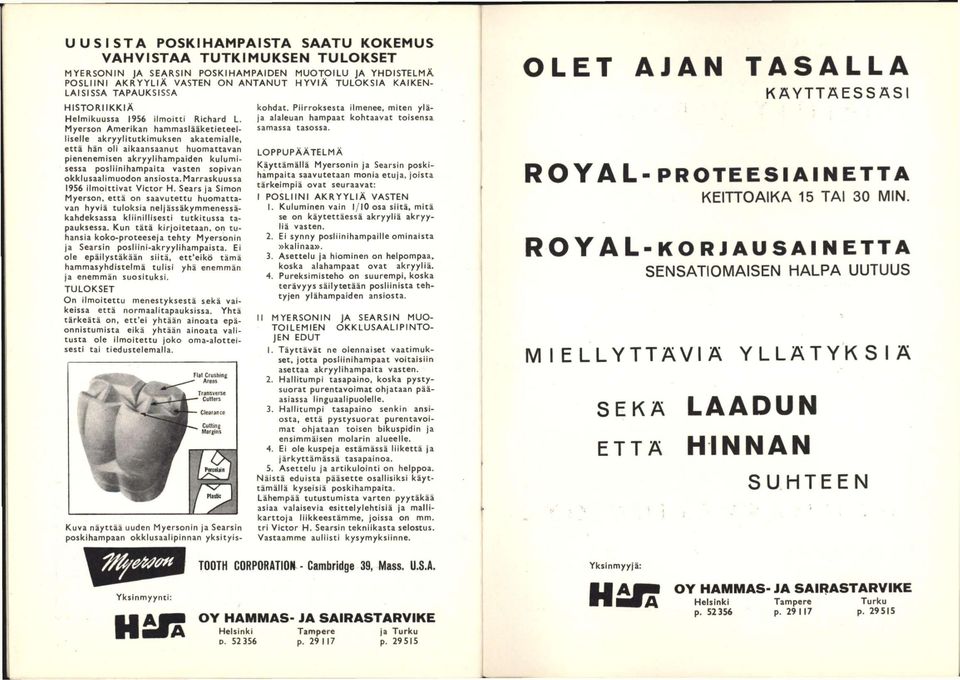 UUSISTA POSKIHAMPAISTA SAATU KOKEMUS
VAHVISTAA TUTKIMUKSEN TULOKSET
MYERSONIN JA SEARSIN POSKIHAMPAIDEN MUOTOILU JA YHDISTELMÄ
POSLIINI AKRYYLIÄ VASTEN ON ANTANUT HYVIÄ TULOKSIA KAIKEN-
LAISISSA TAPAUKSISSA
HISTORIIKKIÄ
Helmikuussa 1956 ilmoitti Richard L.
Myerson Amerikan hammaslääketieteel-
liselle akryylitutkimuksen akatemialle,
että hän oli aikaansaanut huomattavan
pienenemisen akryylihampaiden kulumi-
sessa posliinihampaita vasten sopivan
okklusaalimuodon ansiosta. Marraskuussa
1956 ilmoittivat Victor H. Sears ja Simon
Myerson, että on saavutettu huomatta-
van hyviä tuloksia neljässäkymmenessä-
kahdeksassa kliinillisesti tutkitussa ta-
pauksessa. Kun tätä kirjoitetaan, on tu-
hansia koko-proteeseja tehty Myersonin
ja Searsin posliini-akryylihampaista. Ei
ole epäilystäkään siitä, ett'eikö tämä
hammasyhdistelmä tulisi yhä enemmän
ja enemmän suosituksi.
TULOKSET
On ilmoitettu menestyksestä sekä vai-
keissa että normaalitapauksissa. Yhtä
tärkeätä on, ett'ei yhtään ainoata epä-
onnistumista eikä yhtään ainoata vali-
tusta ole ilmoitettu joko oma-alottei-
sesti tai tiedustelemalla.
Flat Crushing
Areas
Transverse
Cutters
Clearance
Cutting
Margins
Porcelain
Plastic
Kuva näyttää uuden Myersonin ja Searsin
poskihampaan okklusaalipinnan yksityis-
kohdat. Piirroksesta ilmenee, miten ylä-
ja alaleuan hampaat kohtaavat toisensa
samassa tasossa.
LOPPUPÄÄTELMÄ
Käyttämällä Myersonin ja Searsin poski-
hampaita saavutetaan monia etuja, joista
tärkeimpiä ovat seuraavat:
I POSLIINI AKRYYLIÄ VASTEN
1. Kuluminen vain 1/10 osa siitä, mitä
se on käytettäessä akryyliä akryy-
liä vasten.
2. Ei synny posliinihampaille ominaista
»kalinaa».
3. Asettelu ja hiominen on helpompaa,
koska alahampaat ovat akryyliä.
4. Pureksimisteho on suurempi, koska
terävyys säilytetään posliinista teh-
tyjen ylähampaiden ansiosta.
II MYERSONIN JA SEARSIN MUO-
TOILEMIEN OKKLUSAALIPINTO-
JEN EDUT
1. Täyttävät ne olennaiset vaatimuk-
set, jotta posliinihampaat voitaisiin
asettaa akryylihampaita vasten.
2. Hallitumpi tasapaino, koska pysty-
suorat purentavoimat ohjataan pää-
asiassa linguaalipuolelle.
3. Hallitumpi tasapaino senkin ansi-
osta, että pystysuorat purentavoi-
mat ohjataan toisen bikuspidin ja
ensimmäisen molarin alueelle.
4. Ei ole kuspeja estämässä liikettä ja
järkyttämässä tasapainoa.
5. Asettelu ja artikulointi on helppoa.
Näistä eduista pääsette osallisiksi käyt-
tämällä kyseisiä poskihampaita.
Lähempää tutustumista varten pyytäkää
asiaa valaisevia esittelylehtisiä ja malli-
karttoja liikkeestämme, joissa on mm.
tri Victor H. Searsin tekniikasta selostus.
Vastaamme auliisti kysymyksiinne.
Myerson
TOOTH CORPORATION - Cambridge 39, Mass. U.S.A.
Yksinmyynti:
HASA
OY HAMMAS- JA SAIRASTARVIKE
Helsinki Tampere ja Turku
p. 52356 p. 29117 p. 29515
OLET AJAN TASALLA
KÄYTTÄESSÄSI
ROYAL-PROTEESIAINETTA
KEITTOAIKA 15 TAI 30 MIN.
ROYAL-KORJAUSAINETTA
SENSATIOMAISEN HALPA UUTUUS
MIELLYTTÄVIÄ YLLÄTYKSIÄ
SEKÄ LAADUN
ETTÄ HINNAN
SUHTEEN
Yksinmyyjä:
HASA
OY HAMMAS- JA SAIRASTARVIKE
Helsinki Tampere Turku
p. 52356 p. 29117 p. 29515